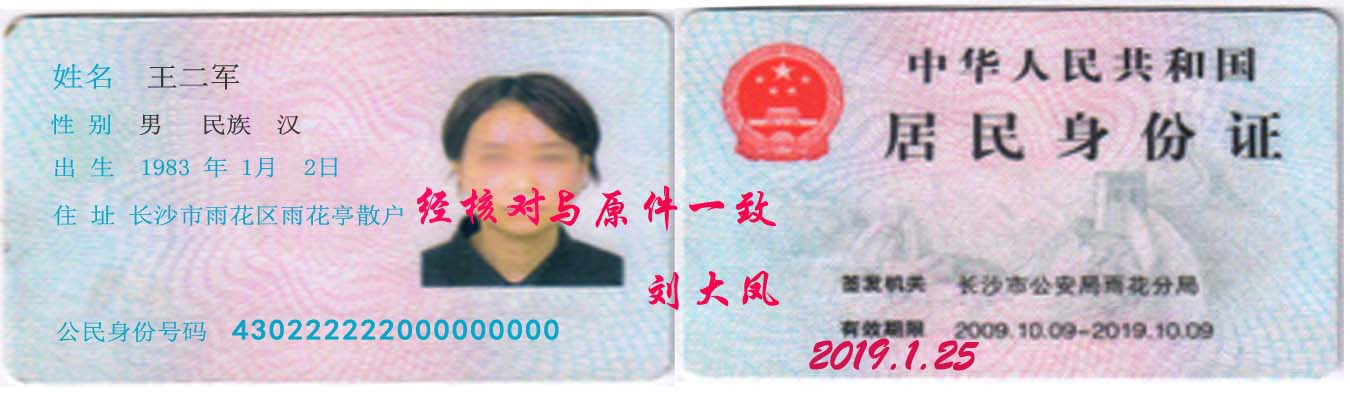 姓名 王二军
性别 男 民族 汉
出生 1983 年 1月 2日
住址 长沙市雨花区雨花亭散户
公民身份号码 430222222000000000
中华人民共和国
居民身份证
签发机关 长沙市公安局雨花分局
有效期限 2009.10.09-2019.10.09
经核对与原件一致
刘大凤
2019.1.25